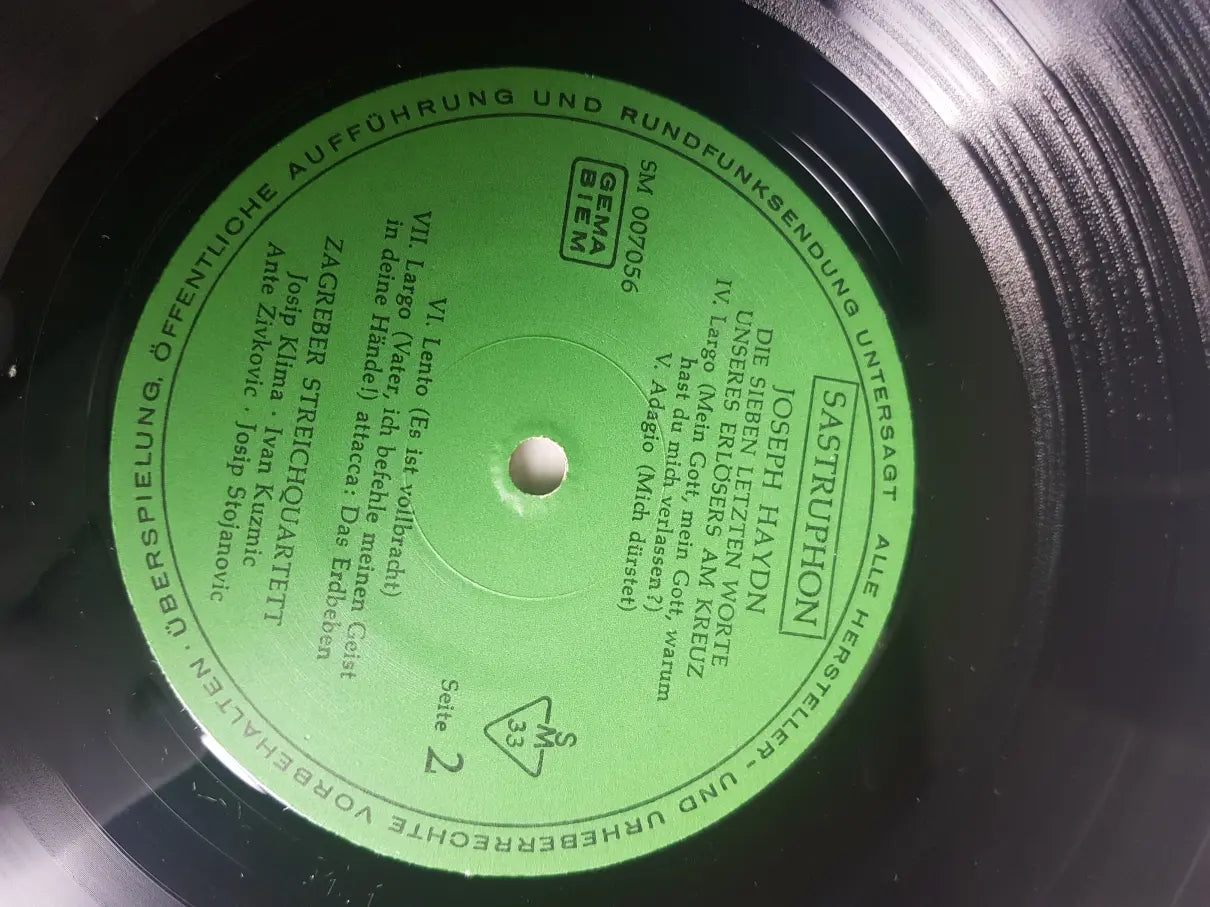 ALLE HERSTELLER- UND URHEBERRECHTE VORBEHALTEN · ÜBERSPIELUNG, ÖFFENTLICHE AUFFÜHRUNG UND RUNDFUNKSENDUNG UNTERSAGT
SASTRUPHON
JOSEPH HAYDN
DIE SIEBEN LETZTEN WORTE
UNSERES ERLÖSERS AM KREUZ
IV. Largo (Mein Gott, mein Gott, warum
hast du mich verlassen?)
V. Adagio (Mich dürstet)
SM 007056
GEMA
BIEM
S
M
33
Seite 2
VI. Lento (Es ist vollbracht)
VII. Largo (Vater, ich befehle meinen Geist
in deine Hände!) attacca: Das Erdbeben
ZAGREBER STREICHQUARTETT
Josip Klima · Ivan Kuzmic
Ante Zivkovic · Josip Stojanovic